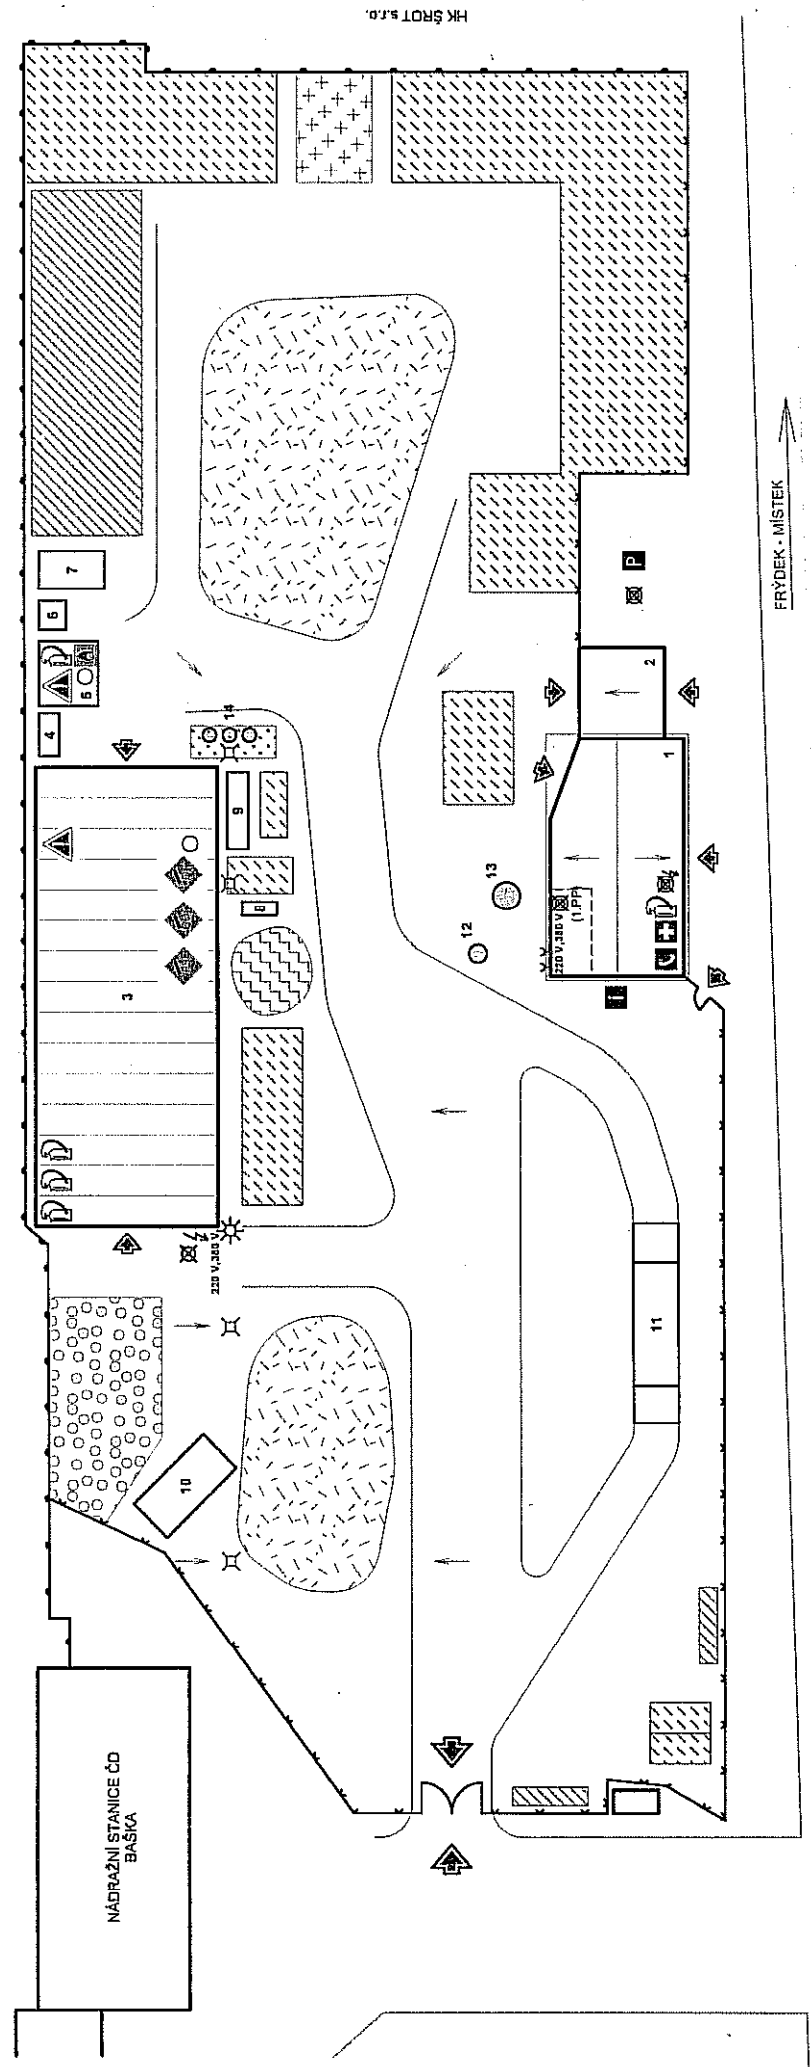 HK ŠROT s.r.o.
FRÝDEK - MÍSTEK
7
6
5
4
14
9
8
3
2
1
13
12
220 V,380 V
(1.PP)
P
220 V,380 V
10
11
NÁDRAŽNÍ STANICE ČD
BAŠKA